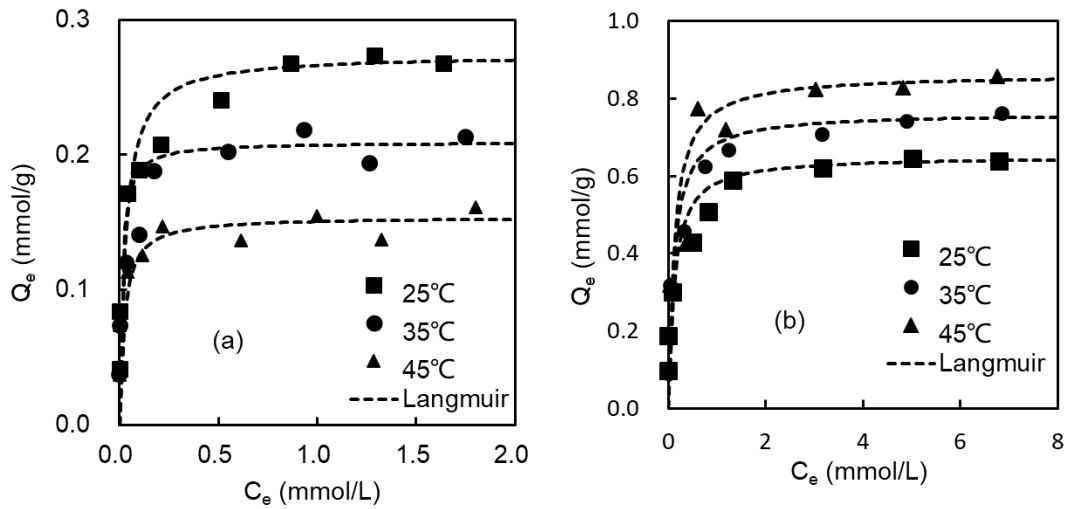 0.3
0.2
0.1
0.0
Qe (mmol/g)
25℃
35℃
45℃
Langmuir
(a)
0.0 0.5 1.0 1.5 2.0
Ce (mmol/L)
1.0
0.8
0.6
0.4
0.2
0.0
Qe (mmol/g)
25℃
35℃
45℃
Langmuir
(b)
0 2 4 6 8
Ce (mmol/L)